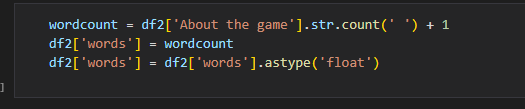 wordcount = df2['About the game'].str.count(' ') + 1
df2['words'] = wordcount
df2['words'] = df2['words'].astype('float')
]